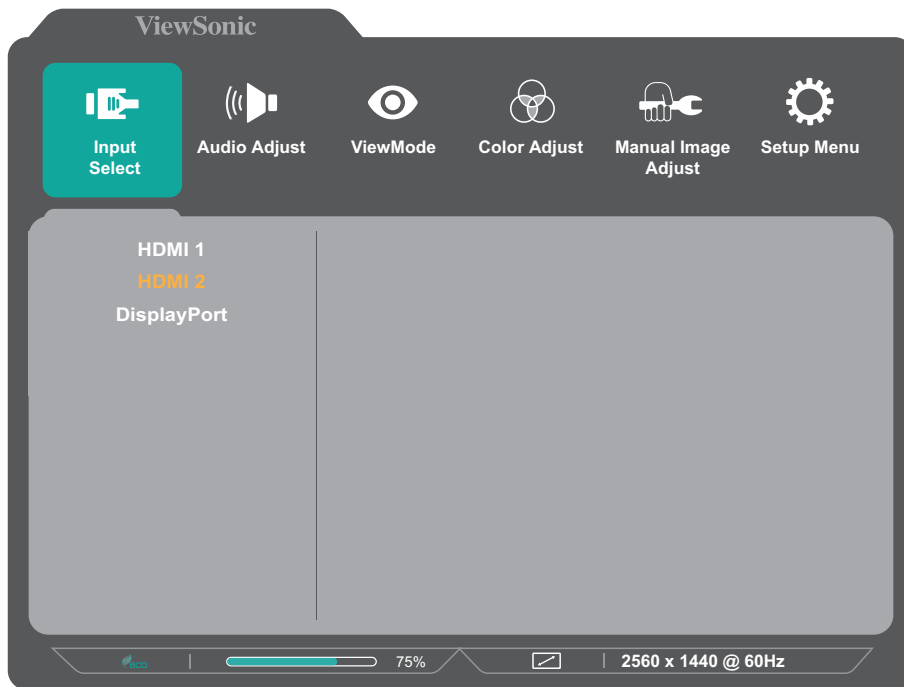 ViewSonic
Input
Select
Audio Adjust
ViewMode
Color Adjust
Manual Image
Adjust
Setup Menu
HDMI 1
HDMI 2
DisplayPort
eco
75%
2560 x 1440 @ 60Hz